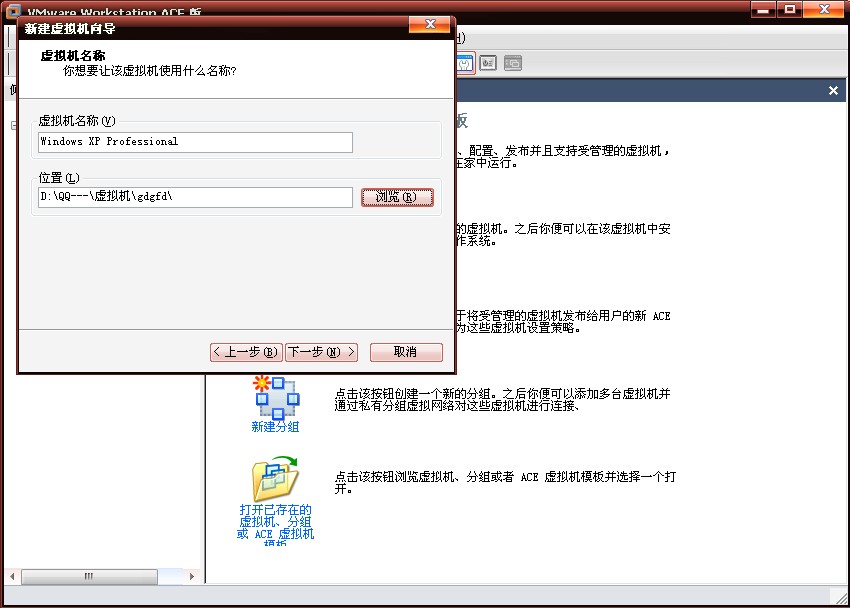 VMware Workstation ACE 版
新建虚拟机向导
虚拟机名称
你想要让该虚拟机使用什么名称?
虚拟机名称(V)
Windows XP Professional
位置(L)
D:\QQ---\虚拟机\gdgfd\
浏览(R)
< 上一步(B)
下一步(N) >
取消
H)
版
、配置、发布并且支持受管理的虚拟机，
在家中运行。
的虚拟机。之后你便可以在该虚拟机中安
作系统。
于将受管理的虚拟机发布给用户的新 ACE
为这些虚拟机设置策略。
新建分组
点击该按钮创建一个新的分组。之后你便可以添加多台虚拟机并
通过私有分组虚拟网络对这些虚拟机进行连接、
打开已存在的
虚拟机、分组
或 ACE 虚拟机
模板
点击该按钮浏览虚拟机、分组或者 ACE 虚拟机模板并选择一个打
开。